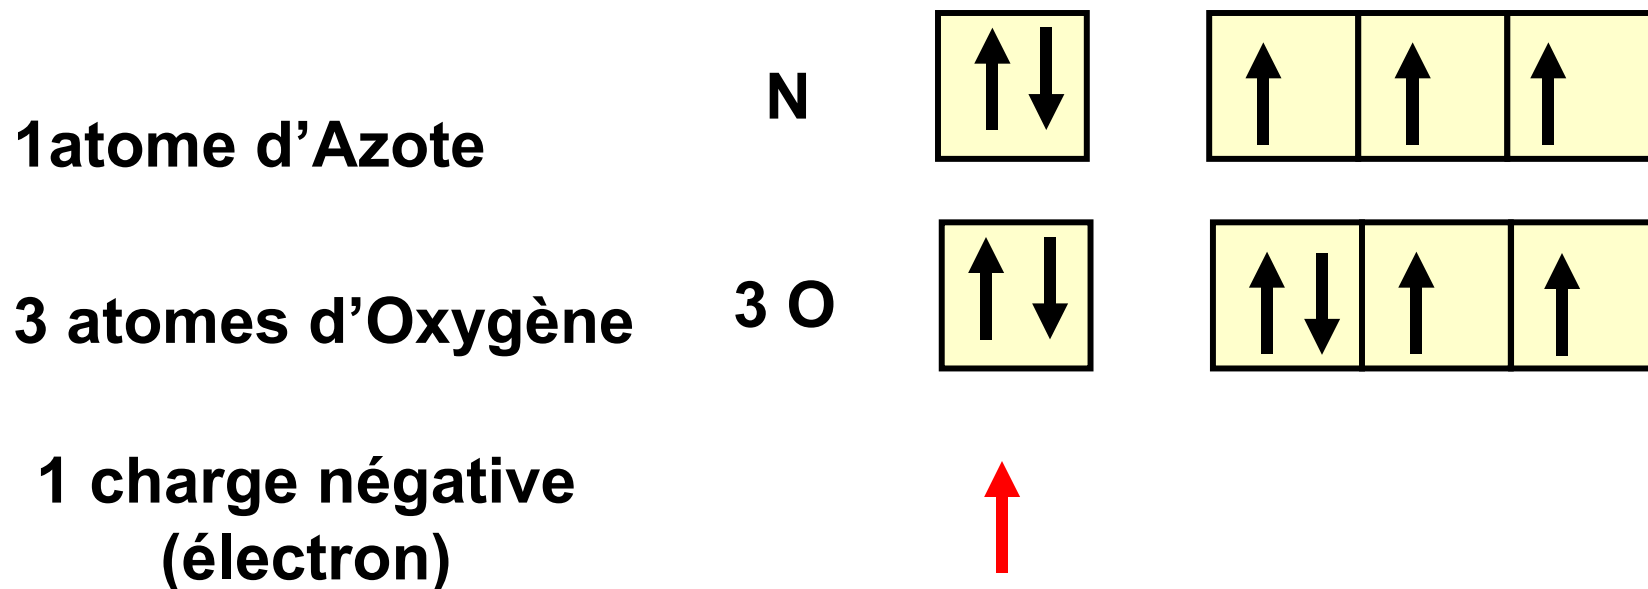 N
1atome d’Azote
3 atomes d’Oxygène
3 O
1 charge négative
(électron)